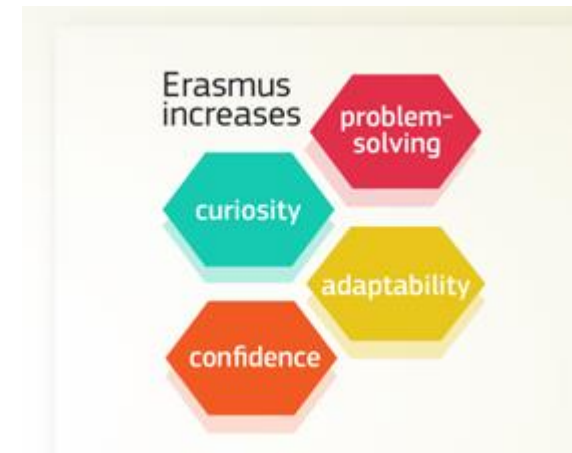 Erasmus
increases
problem-
solving
curiosity
adaptability
confidence